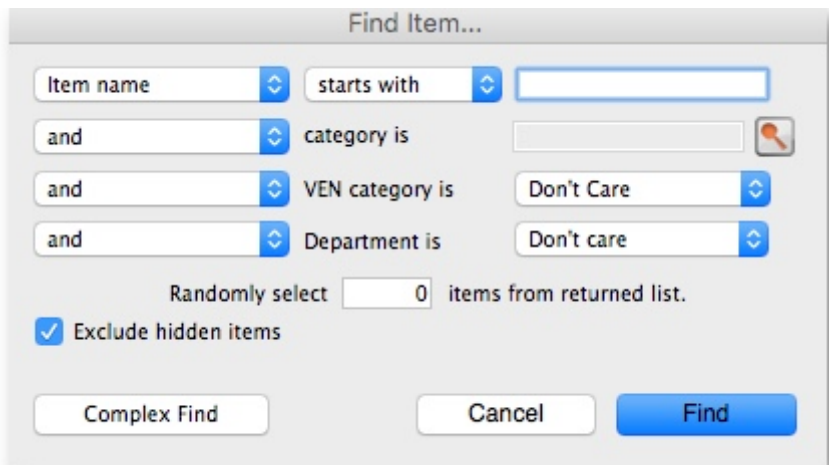 Find Item...
Item name starts with
and category is
and VEN category is Don't Care
and Department is Don't care
Randomly select 0 items from returned list.
Exclude hidden items
Complex Find Cancel Find